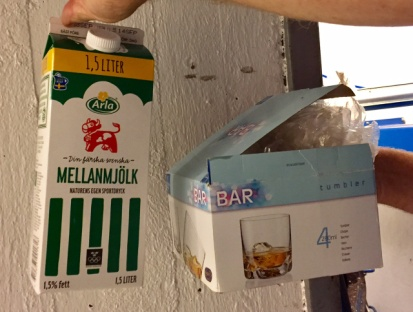 1,5 LITER
Arla
Din färska svenska
MELLANMJÖLK
NATURENS EGEN SPORTDRYCK
1,5% fett
1,5 LITER
BAR
BAR
tumbler
4